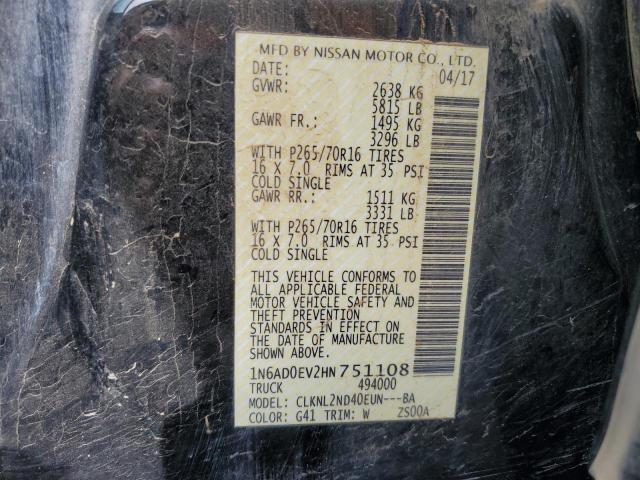 MFD BY NISSAN MOTOR CO., LTD.
DATE: 04/17
GVWR: 2638 KG
5815 LB
GAWR FR.: 1495 KG
3296 LB
WITH P265/70R16 TIRES
16 X 7.0 RIMS AT 35 PSI
COLD SINGLE
GAWR RR.: 1511 KG
3331 LB
WITH P265/70R16 TIRES
16 X 7.0 RIMS AT 35 PSI
COLD SINGLE
THIS VEHICLE CONFORMS TO
ALL APPLICABLE FEDERAL
MOTOR VEHICLE SAFETY AND
THEFT PREVENTION
STANDARDS IN EFFECT ON
THE DATE OF MANUFACTURE
SHOWN ABOVE.
1N6AD0EV2HN751108
TRUCK 494000
MODEL: CLKNL2ND40EUN---BA
COLOR: G41 TRIM: W ZS00A